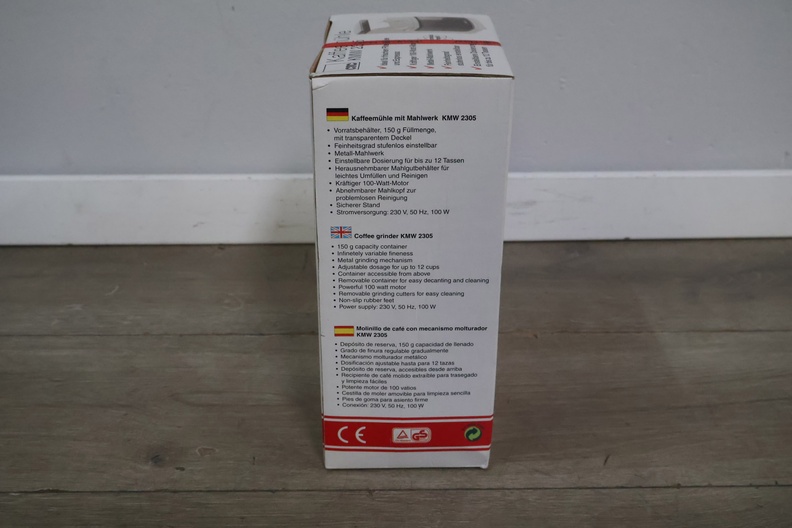 Kaffeemühle
KMW 2305
Kaffeemühle mit Mahlwerk KMW 2305
• Vorratsbehälter, 150 g Füllmenge,
mit transparentem Deckel
• Feinheitsgrad stufenlos einstellbar
• Metall-Mahlwerk
• Einstellbare Dosierung für bis zu 12 Tassen
• Herausnehmbarer Mahlgutbehälter für
leichtes Umfüllen und Reinigen
• Kräftiger 100-Watt-Motor
• Abnehmbarer Mahlkopf zur
problemlosen Reinigung
• Sicherer Stand
• Stromversorgung: 230 V, 50 Hz, 100 W
Coffee grinder KMW 2305
• 150 g capacity container
• Infinetely variable fineness
• Metal grinding mechanism
• Adjustable dosage for up to 12 cups
• Container accessible from above
• Removable container for easy decanting and cleaning
• Powerful 100 watt motor
• Removable grinding cutters for easy cleaning
• Non-slip rubber feet
• Power supply: 230 V, 50 Hz, 100 W
Molinillo de café con mecanismo molturador
KMW 2305
• Depósito de reserva, 150 g capacidad de llenado
• Grado de finura regulable gradualmente
• Mecanismo molturador metálico
• Dosificación ajustable hasta para 12 tazas
• Depósito de reserva, accesibles desde arriba
• Recipiente de café molido extraíble para trasegado
y limpieza fáciles
• Potente motor de 100 vatios
• Castilla de moler amovible para limpieza sencilla
• Pies de goma para asiento firme
• Conexión: 230 V, 50 Hz, 100 W
CE GS